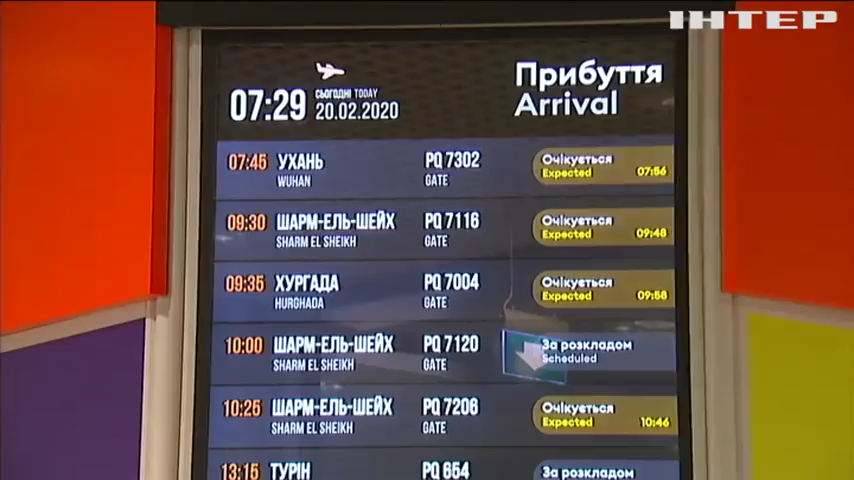 ІНТЕР
07:29 СЬОГОДНІ TODAY 20.02.2020
Прибуття
Arrival
07:45 УХАНЬ PQ 7302 Очікується
WUHAN GATE Expected 07:56
09:30 ШАРМ-ЕЛЬ-ШЕЙХ PQ 7116 Очікується
SHARM EL SHEIKH GATE Expected 09:48
09:35 ХУРГАДА PQ 7004 Очікується
HURGHADA GATE Expected 09:58
10:00 ШАРМ-ЕЛЬ-ШЕЙХ PQ 7120 За розкладом
SHARM EL SHEIKH GATE Scheduled
10:25 ШАРМ-ЕЛЬ-ШЕЙХ PQ 7206 Очікується
SHARM EL SHEIKH GATE Expected 10:46
13:15 ТУРІН PQ 654 За розкладом